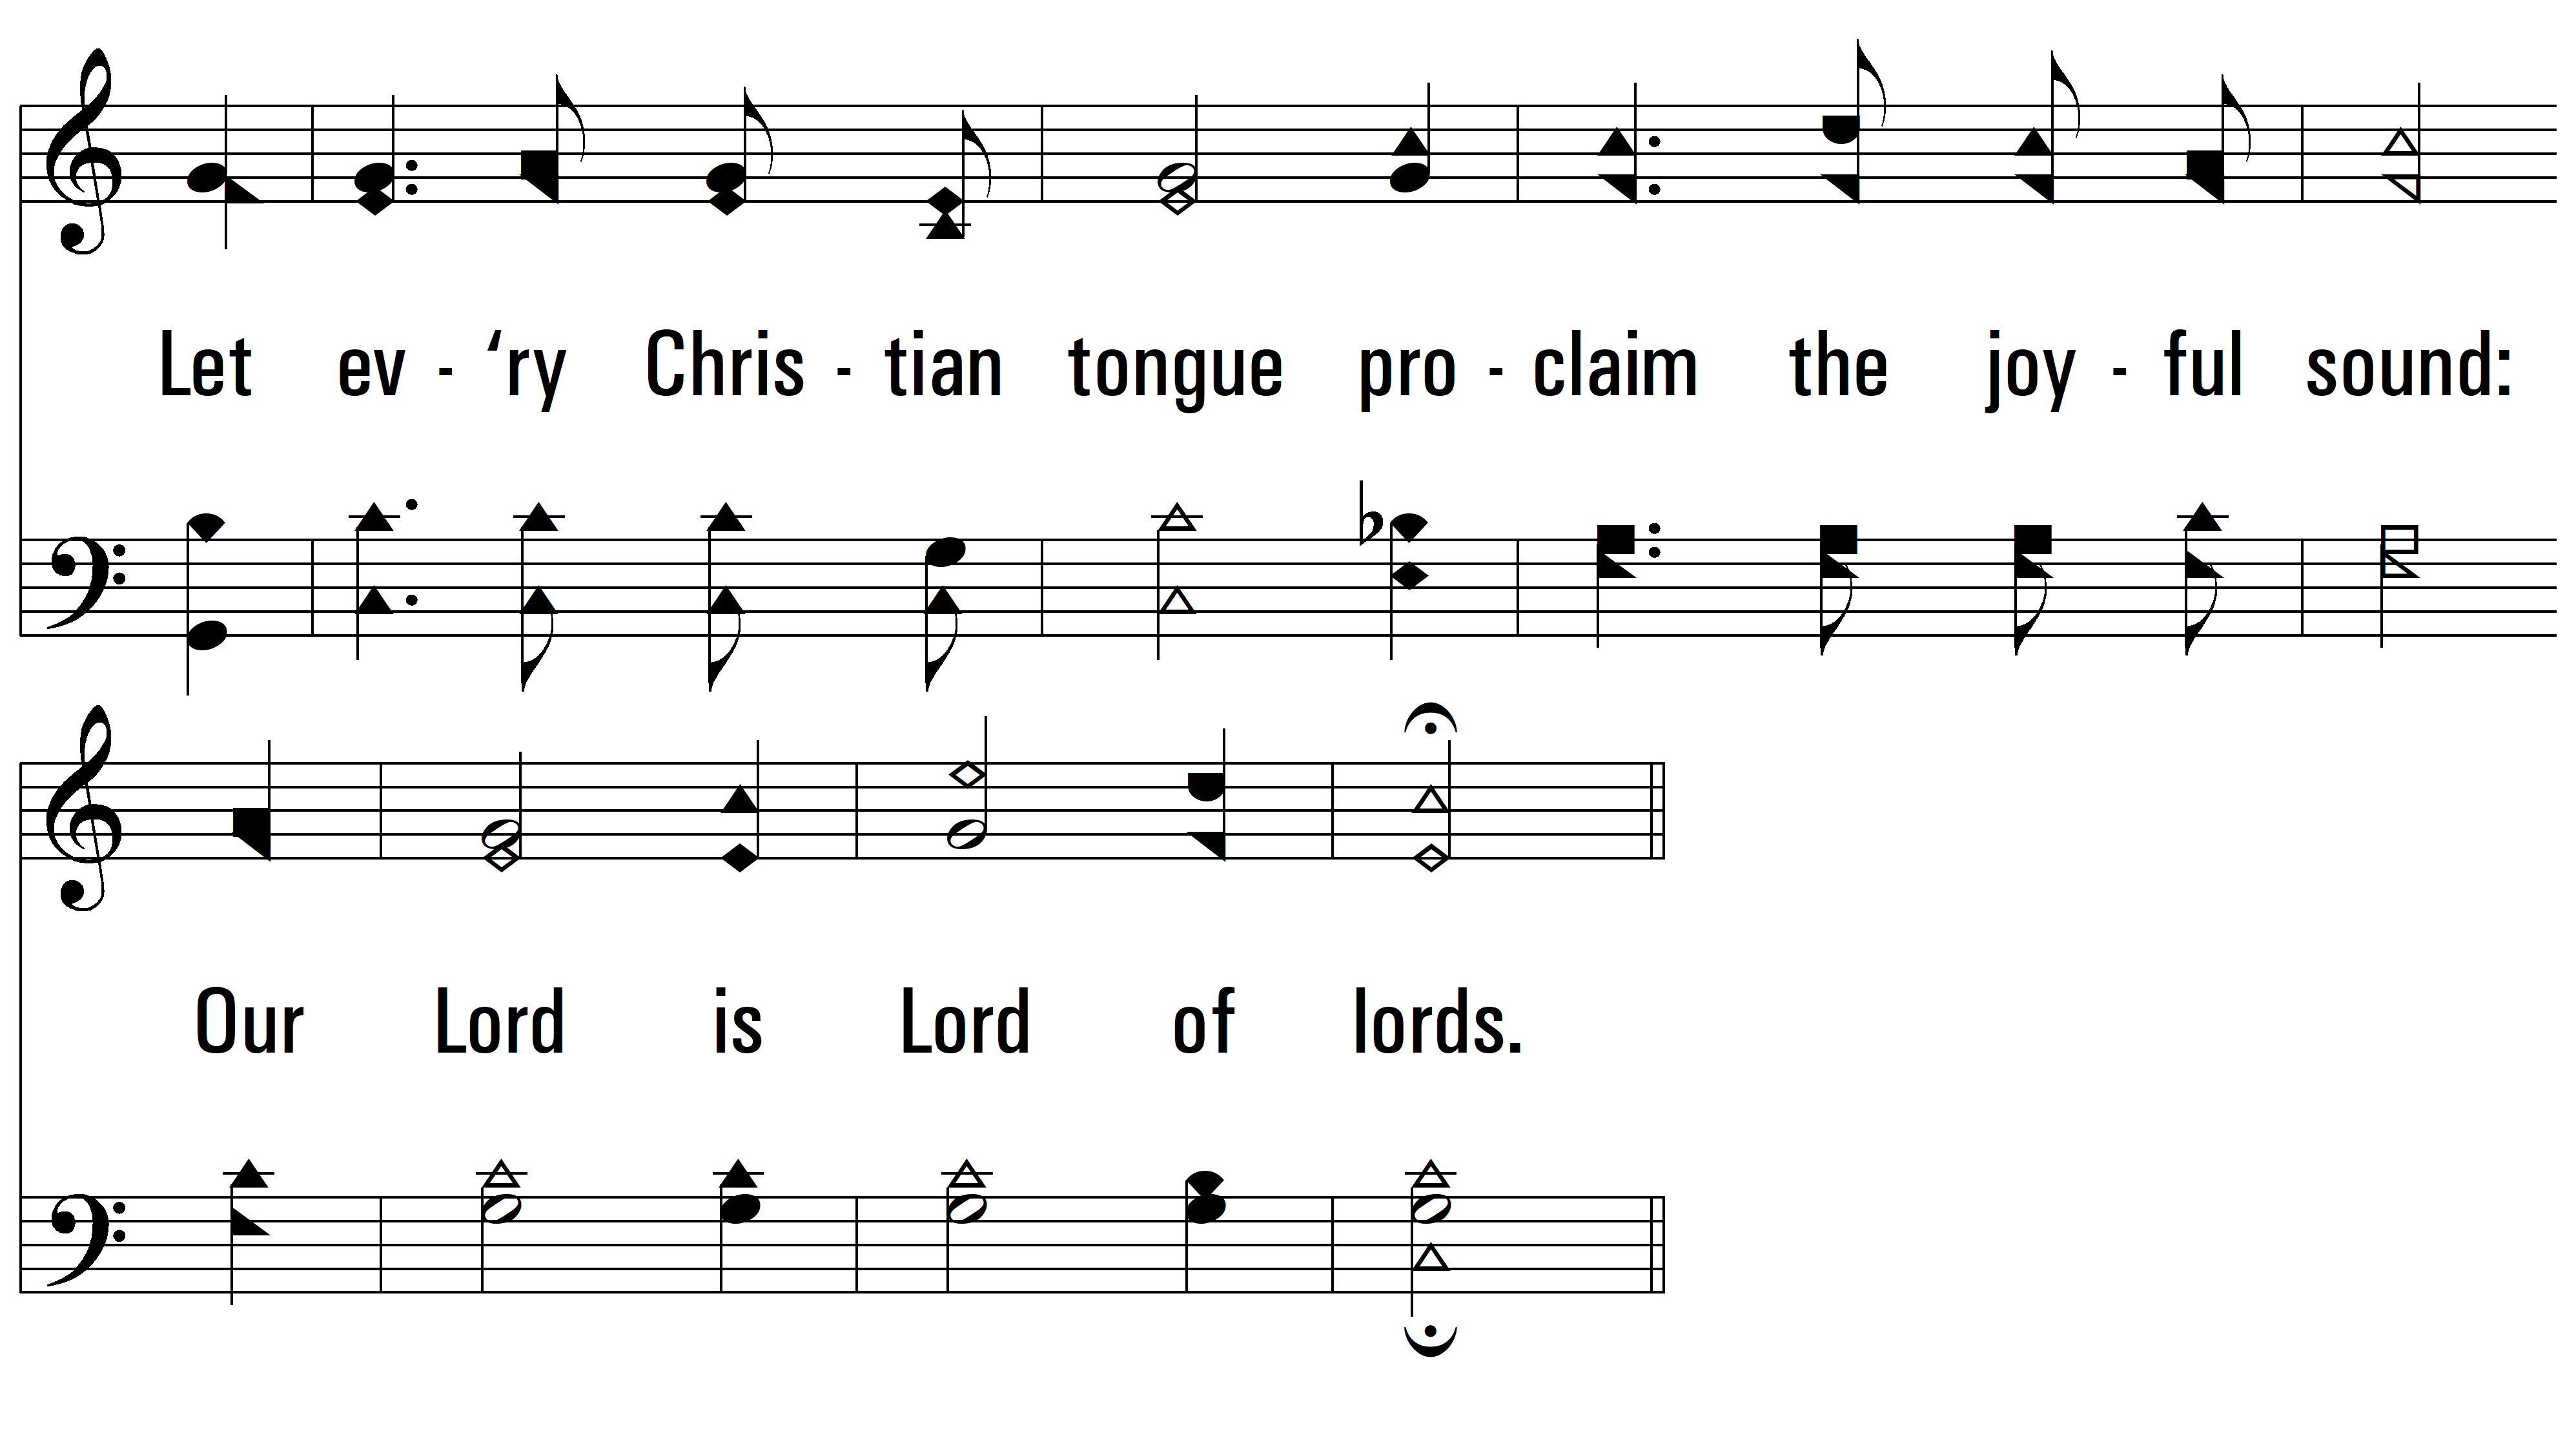 Let ev - ‘ry Chris - tian tongue pro - claim the joy - ful sound:
Our Lord is Lord of lords.